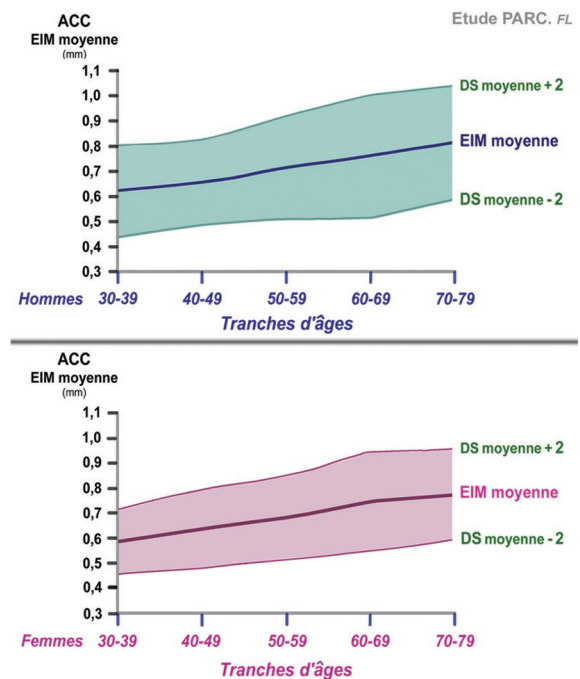 Etude PARC. FL
ACC
EIM moyenne
(mm)
1,1
1,0
0,9
0,8
0,7
0,6
0,5
0,4
0,3
DS moyenne + 2
EIM moyenne
DS moyenne - 2
Hommes 30-39 40-49 50-59 60-69 70-79
Tranches d'âges
ACC
EIM moyenne
(mm)
1,1
1,0
0,9
0,8
0,7
0,6
0,5
0,4
0,3
DS moyenne + 2
EIM moyenne
DS moyenne - 2
Femmes 30-39 40-49 50-59 60-69 70-79
Tranches d'âges